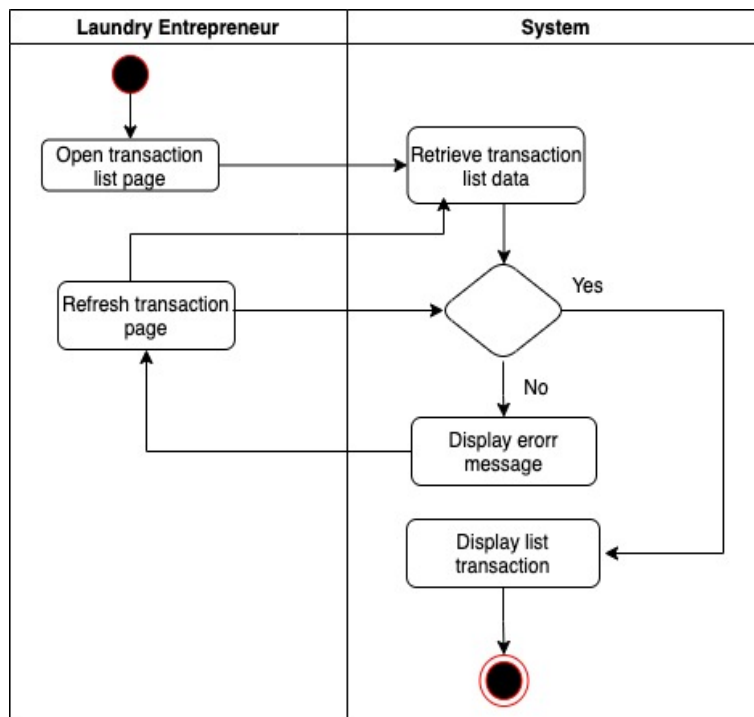 Laundry Entrepreneur
System
Open transaction
list page
Retrieve transaction
list data
Refresh transaction
page
Yes
No
Display erorr
message
Display list
transaction